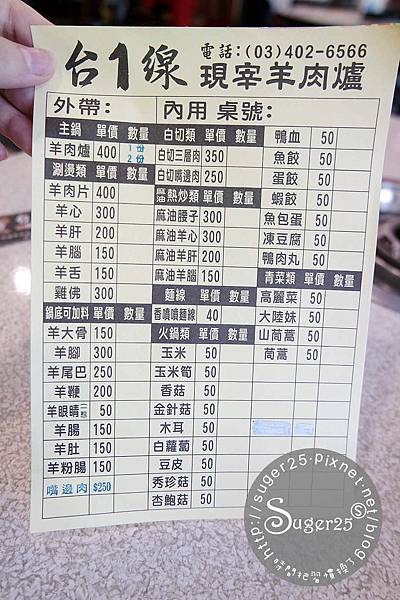 台1線 電話:(03)402-6566
現宰羊肉爐
外帶: 內用 桌號:
主鍋 單價 數量
羊肉爐 400 1份 2份
涮燙類 單價 數量
羊肉片 400
羊心 300
羊肝 200
羊腦 150
羊舌 150
雞佛 300
鍋底可加料 單價 數量
羊大骨 150
羊腳 300
羊尾巴 250
羊鞭 200
羊眼睛 50
羊腸 150
羊肚 150
羊粉腸 150
嘴邊肉 $250
白切類 單價 數量
白切三層肉 350
白切嘴邊肉 250
熱炒類 單價 數量
麻油腰子 300
麻油羊心 300
麻油羊肝 200
麻油羊腦 150
麵線 單價 數量
香噴噴麵線 40
火鍋類 單價 數量
玉米 50
玉米筍 50
香菇 50
金針菇 50
木耳 50
白蘿蔔 50
豆皮 50
秀珍菇 50
杏鮑菇 50
鴨血 50
魚餃 50
蛋餃 50
蝦餃 50
魚包蛋 50
凍豆腐 50
鴨肉丸 50
青菜類 單價 數量
高麗菜 50
大陸妹 50
山茼蒿 50
茼蒿 50
http://suger25.pixnet.net/blog
Suger25